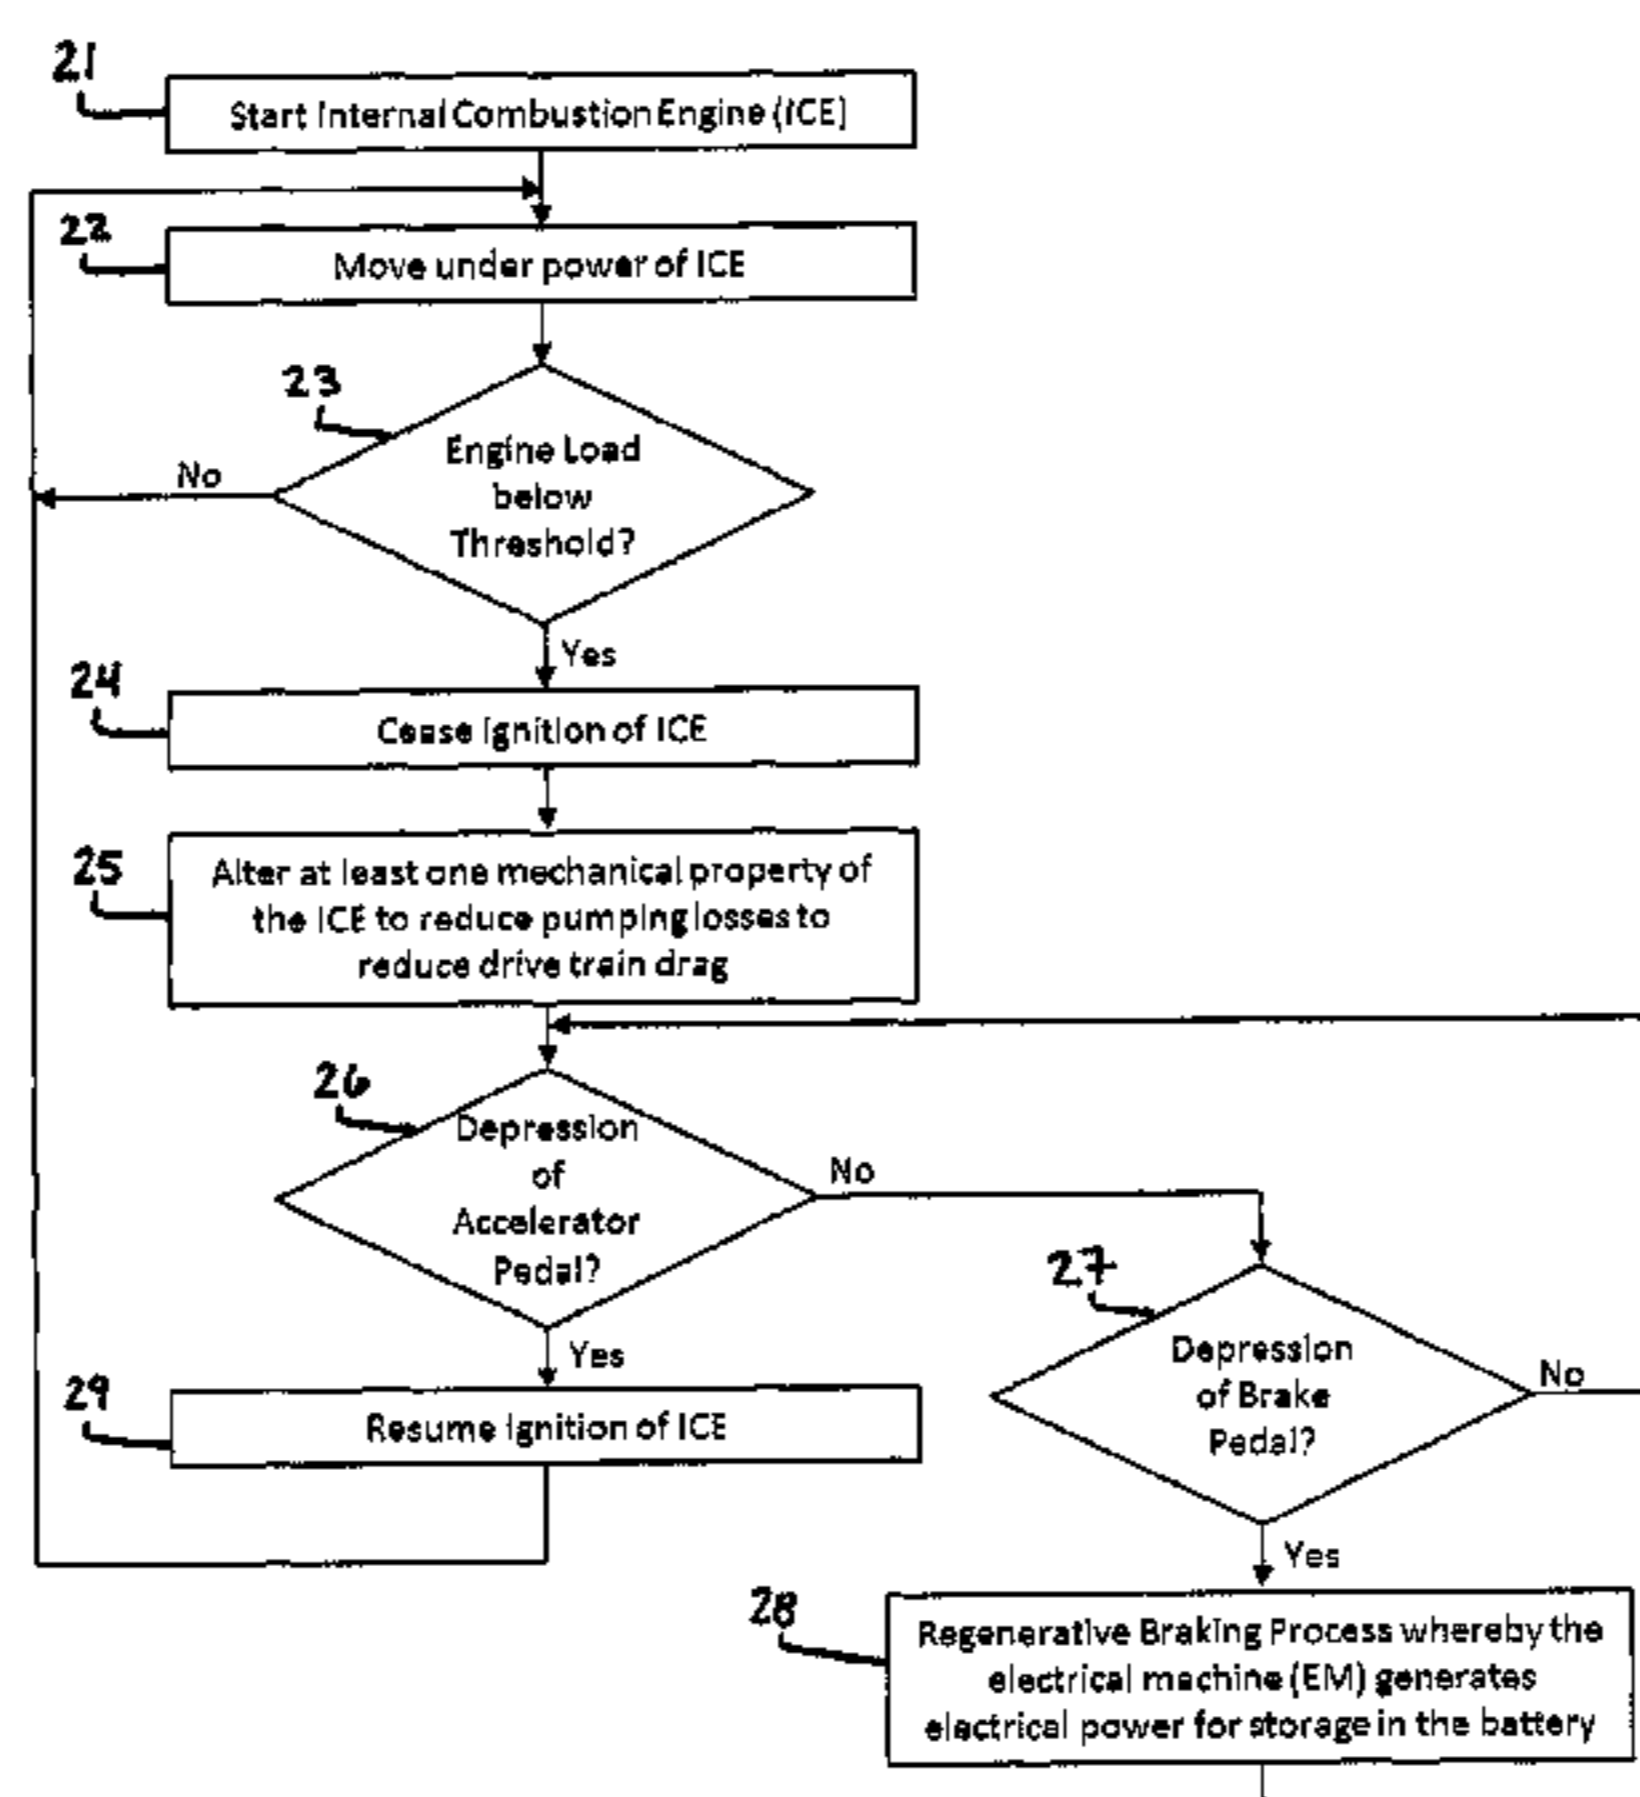 21
Start Internal Combustion Engine (ICE)
22
Move under power of ICE
23
Engine Load
below
Threshold?
No
Yes
24
Cease Ignition of ICE
25
Alter at least one mechanical property of
the ICE to reduce pumping losses to
reduce drive train drag
26
Depression
of
Accelerator
Pedal?
No
Yes
27
Depression
of Brake
Pedal?
No
Yes
29
Resume Ignition of ICE
28
Regenerative Braking Process whereby the
electrical machine (EM) generates
electrical power for storage in the battery